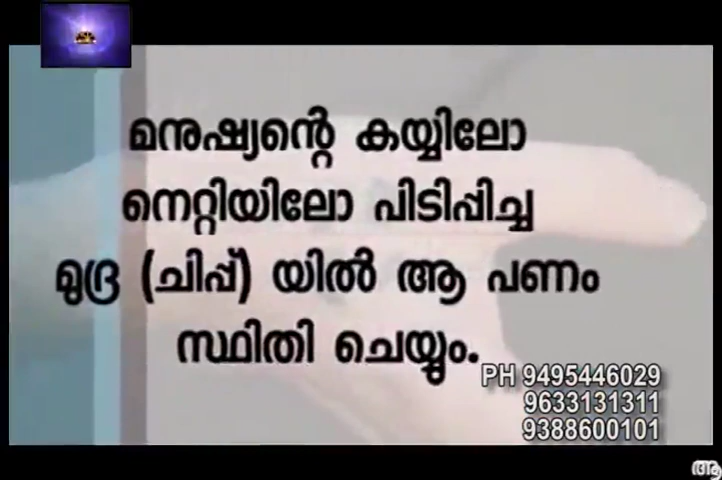 മനുഷ്യന്റെ കയ്യിലോ
നെറ്റിയിലോ പിടിപ്പിച്ച
മുദ്ര (ചിപ്പ്) യിൽ ആ പണം
സ്ഥിതി ചെയ്യും.
PH 9495446029
9633131311
9388600101
ആ